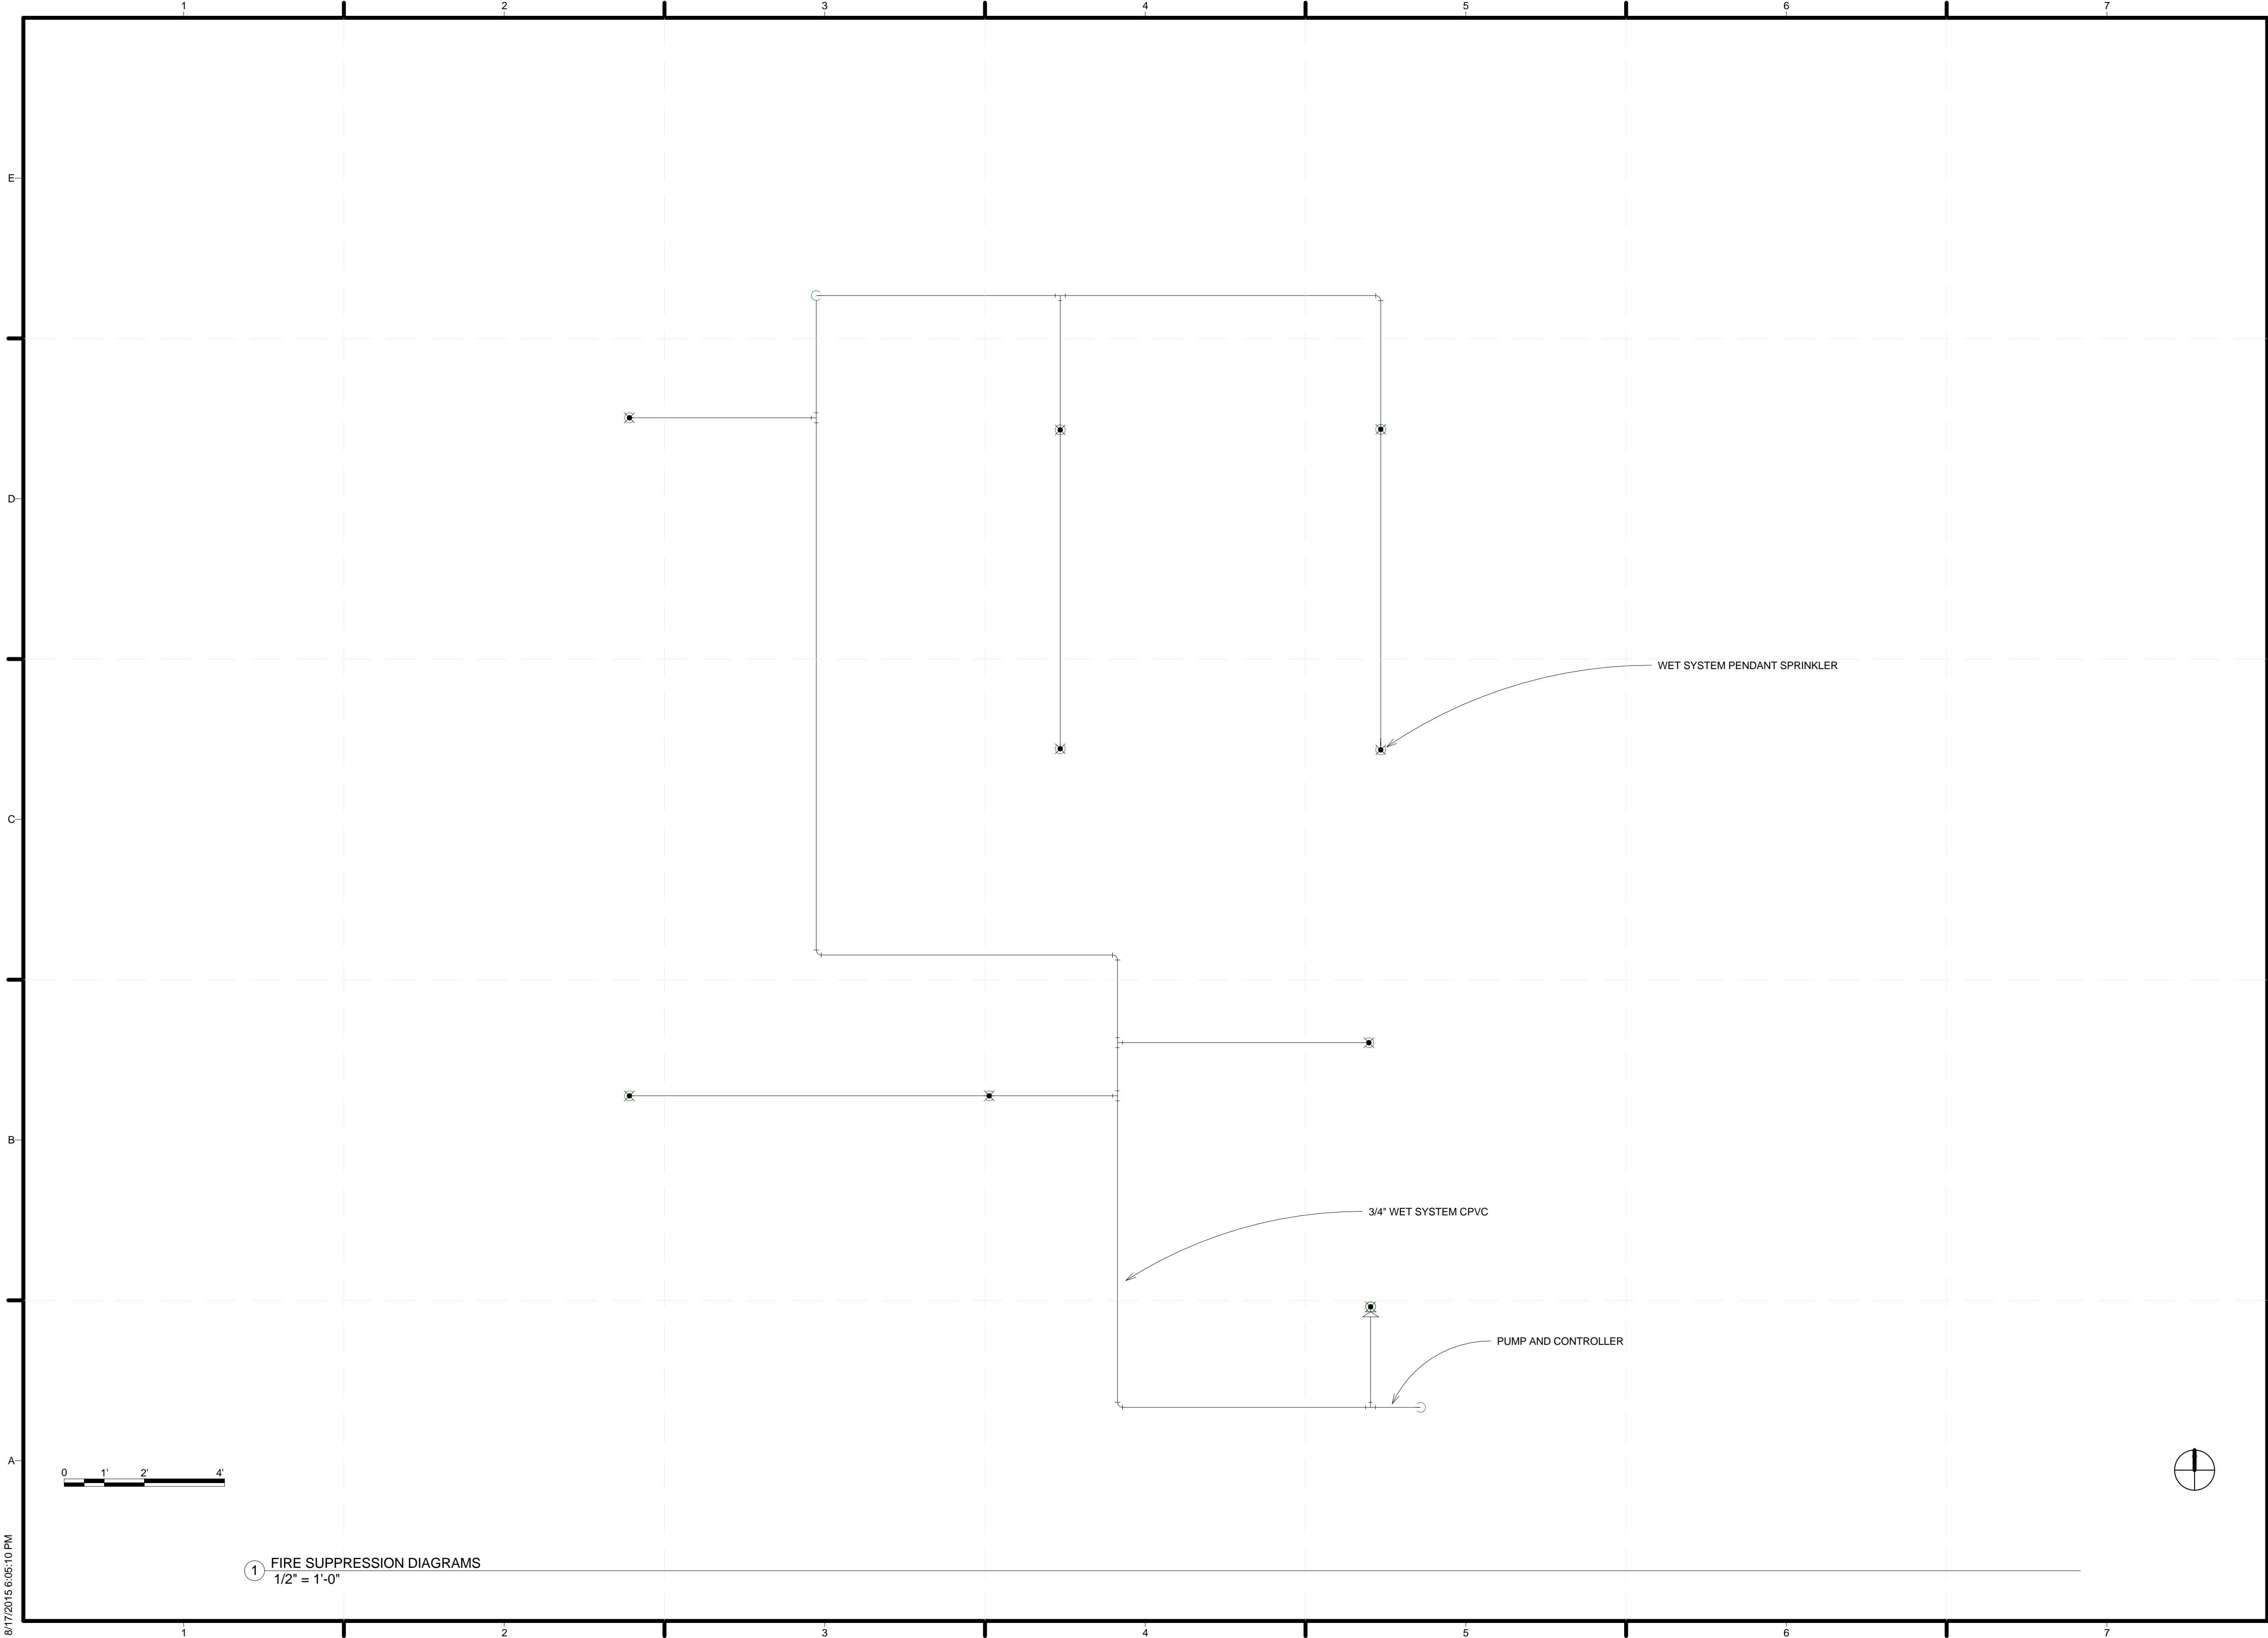 1 2 3 4 5 6 7
E
D
WET SYSTEM PENDANT SPRINKLER
C
B
3/4" WET SYSTEM CPVC
PUMP AND CONTROLLER
A
0 1' 2' 4'
1 FIRE SUPPRESSION DIAGRAMS
1/2" = 1'-0"
8/17/2015 6:05:10 PM
1 2 3 4 5 6 7